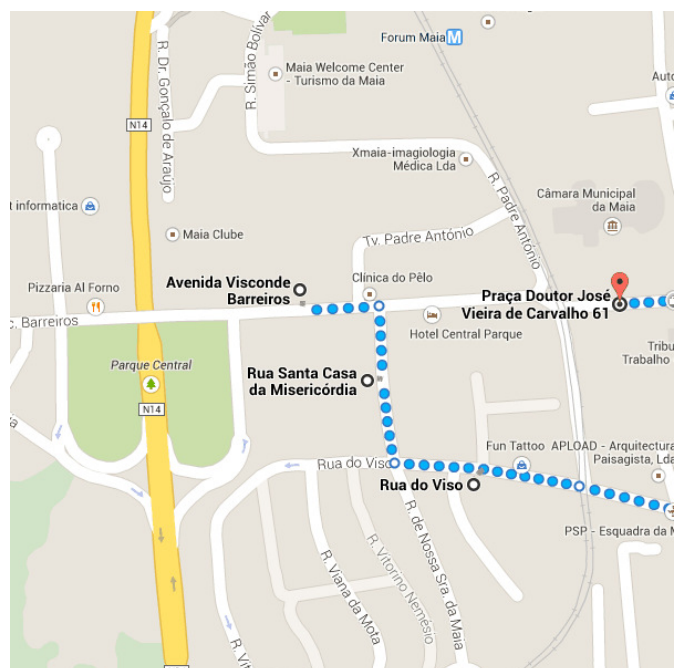 Forum Maia M
R. Simão Bolívar
R. Dr. Gonçalo de Araújo
Maia Welcome Center
- Turismo da Maia
Auto
N14
Xmaia-imagiologia
Médica Lda
R. Padre António
Câmara Municipal
da Maia
t informatica
Maia Clube
Tv. Padre António
Pizzaria Al Forno
Avenida Visconde
Barreiros
Clínica do Pêlo
Praça Doutor José
Vieira de Carvalho 61
c. Barreiros
Hotel Central Parque
Tribu
Trabalho
Parque Central
Rua Santa Casa
da Misericórdia
N14
Rua do Viso
Fun Tattoo
APLOAD - Arquitectura
Paisagista, Lda
Rua do Viso
PSP - Esquadra da M
R. de Nossa Sra. da Maia
R. Vitorino Nemésio
R. Viana da Mota
R. Vi
N14